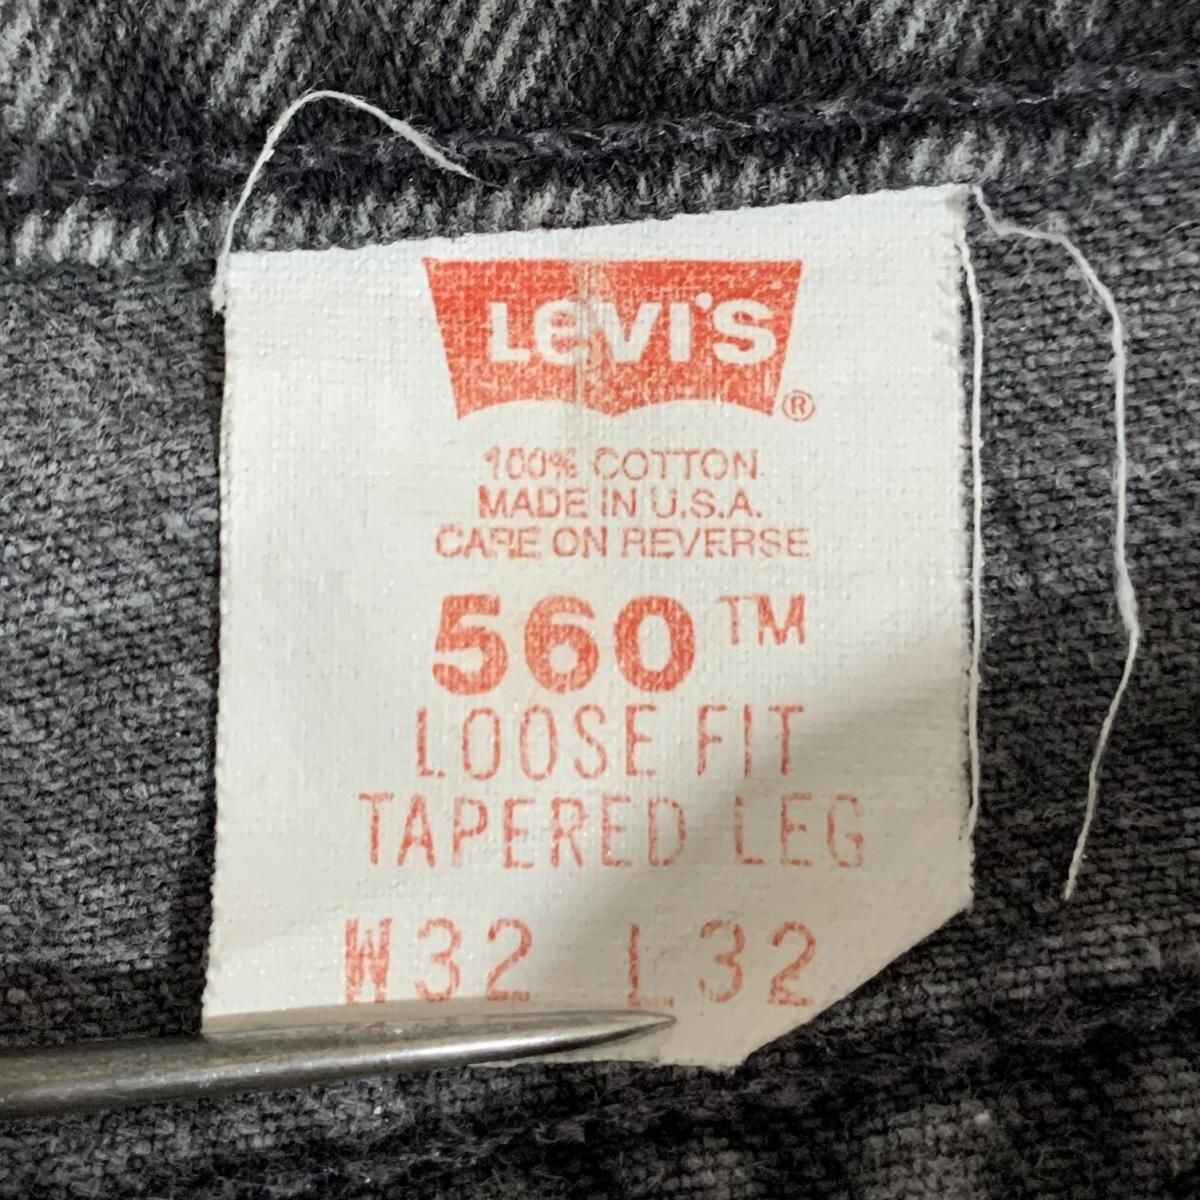 LeVI'S
®
100% COTTON
MADE IN U.S.A.
CARE ON REVERSE
560™
LOOSE FIT
TAPERED LEG
W32 L32